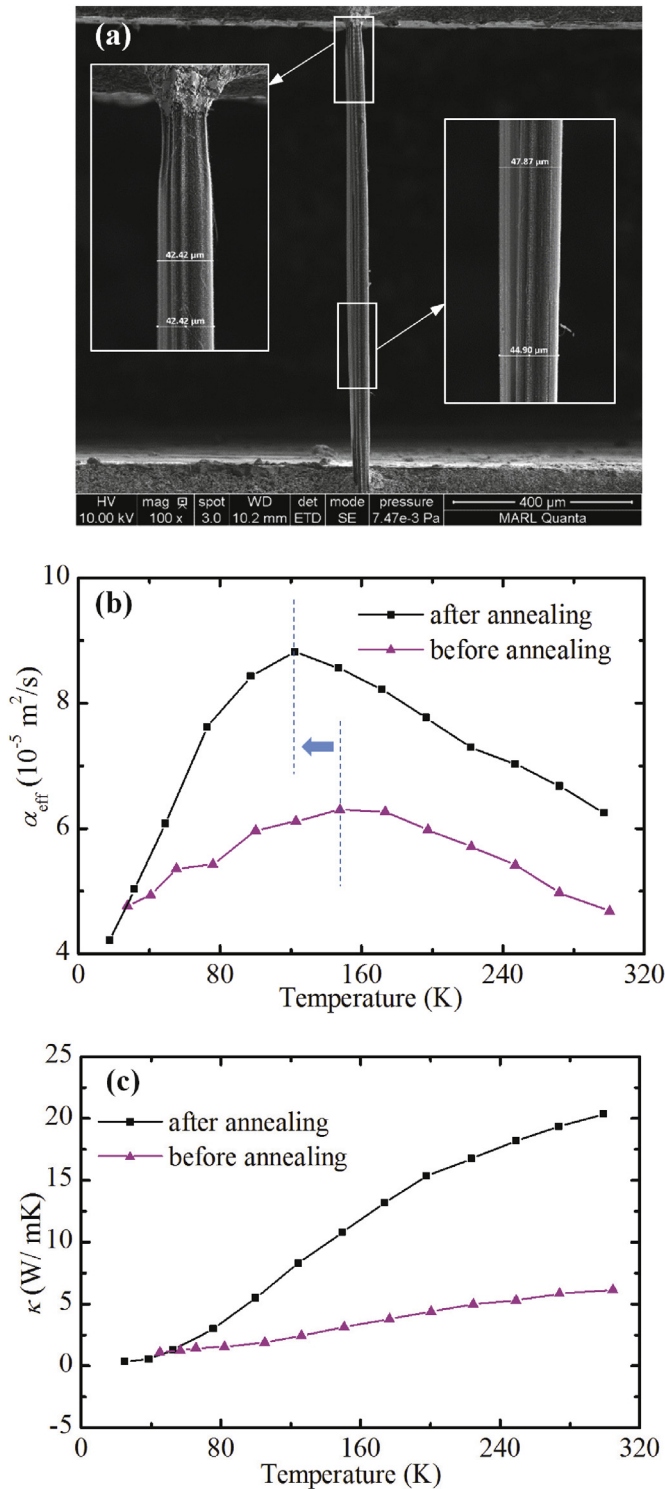 (a)
47.87 µm
42.42 µm
42.42 µm
44.90 µm
HV mag spot WD det mode pressure 400 µm
10.00 kV 100 x 3.0 10.2 mm ETD SE 7.47e-3 Pa MARL Quanta
(b)
after annealing
before annealing
10
8
6
4
αeff (10⁻⁵ m²/s)
0 80 160 240 320
Temperature (K)
(c)
after annealing
before annealing
25
20
15
10
5
0
-5
κ (W/ mK)
0 80 160 240 320
Temperature (K)